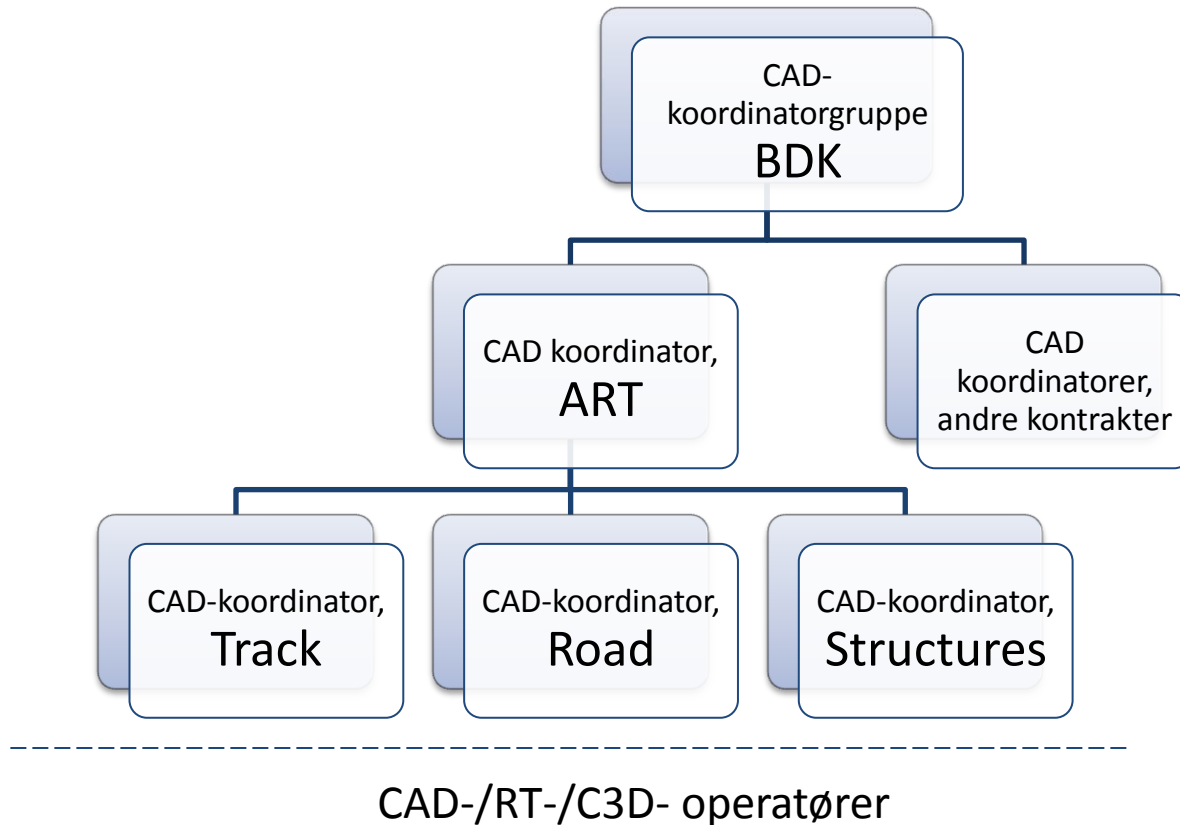 CAD-
koordinatorgruppe
BDK
CAD koordinator,
ART
CAD
koordinatorer,
andre kontrakter
CAD-koordinator,
Track
CAD-koordinator,
Road
CAD-koordinator,
Structures
CAD-/RT-/C3D- operatører